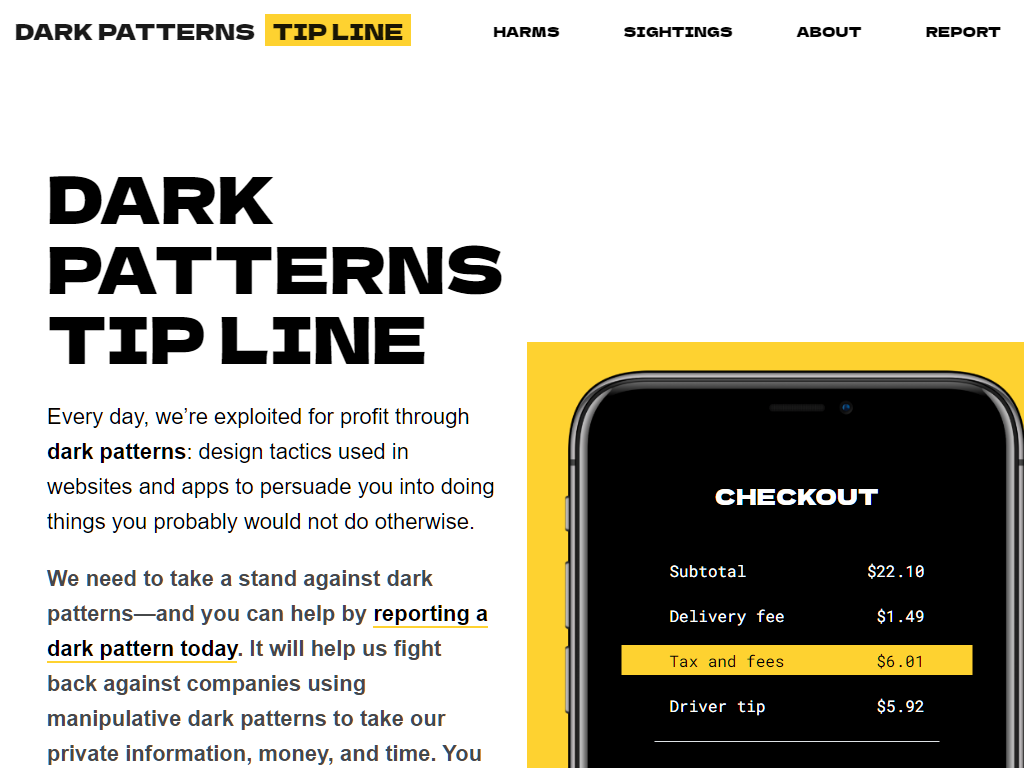 DARK PATTERNS TIP LINE
HARMS
SIGHTINGS
ABOUT
REPORT
DARK
PATTERNS
TIP LINE
Every day, we’re exploited for profit through
dark patterns: design tactics used in
websites and apps to persuade you into doing
things you probably would not do otherwise.
We need to take a stand against dark
patterns—and you can help by reporting a
dark pattern today. It will help us fight
back against companies using
manipulative dark patterns to take our
private information, money, and time. You
CHECKOUT
Subtotal $22.10
Delivery fee $1.49
Tax and fees $6.01
Driver tip $5.92